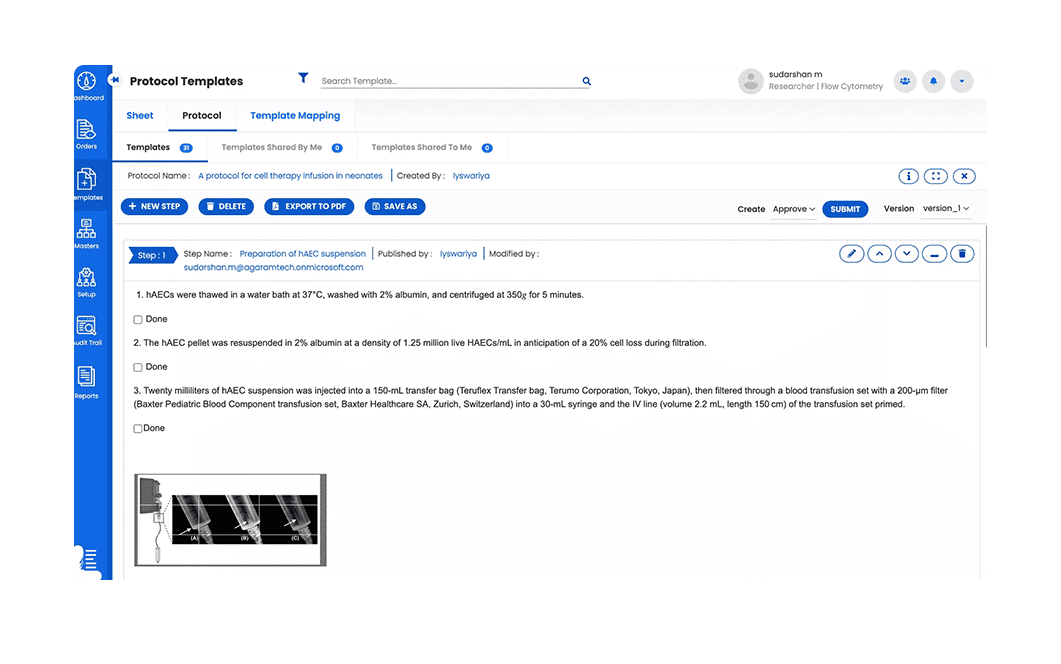 Protocol Templates
Search Template...
sudarshan m
Researcher | Flow Cytometry
ashboard
Orders
emplates
Masters
Setup
udit Trail
Reports
Sheet Protocol Template Mapping
Templates 31 Templates Shared By Me 0 Templates Shared To Me 0
Protocol Name : A protocol for cell therapy infusion in neonates Created By : Iyswariya
NEW STEP DELETE EXPORT TO PDF SAVE AS Create Approve SUBMIT Version version_1
Step : 1 Step Name : Preparation of hAEC suspension Published by : Iyswariya Modified by :
sudarshan.m@agaramtech.onmicrosoft.com
1. hAECs were thawed in a water bath at 37°C, washed with 2% albumin, and centrifuged at 350g for 5 minutes.
Done
2. The hAEC pellet was resuspended in 2% albumin at a density of 1.25 million live HAECs/mL in anticipation of a 20% cell loss during filtration.
Done
3. Twenty milliliters of hAEC suspension was injected into a 150-mL transfer bag (Teruflex Transfer bag, Terumo Corporation, Tokyo, Japan), then filtered through a blood transfusion set with a 200-μm filter
(Baxter Pediatric Blood Component transfusion set, Baxter Healthcare SA, Zurich, Switzerland) into a 30-mL syringe and the IV line (volume 2.2 mL, length 150 cm) of the transfusion set primed.
Done
(A) (B) (C)